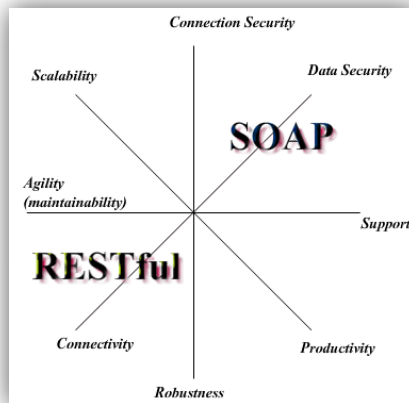 Connection Security
Scalability
Data Security
SOAP
Agility
(maintainability)
Support
RESTful
Connectivity
Productivity
Robustness